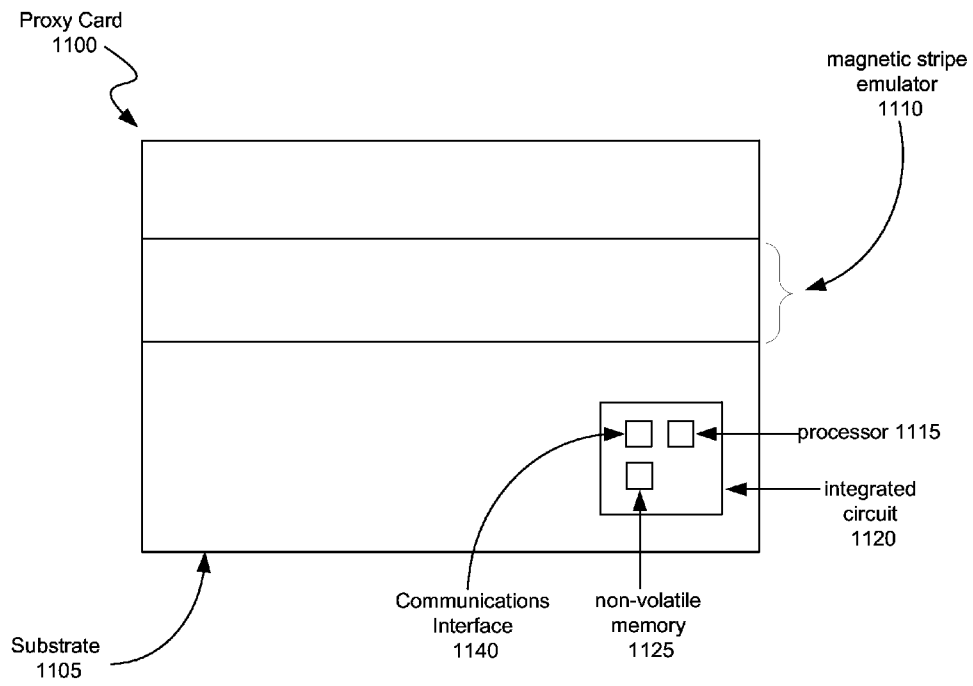 Proxy Card
1100
magnetic stripe
emulator
1110
processor 1115
integrated
circuit
1120
Communications
Interface
1140
non-volatile
memory
1125
Substrate
1105